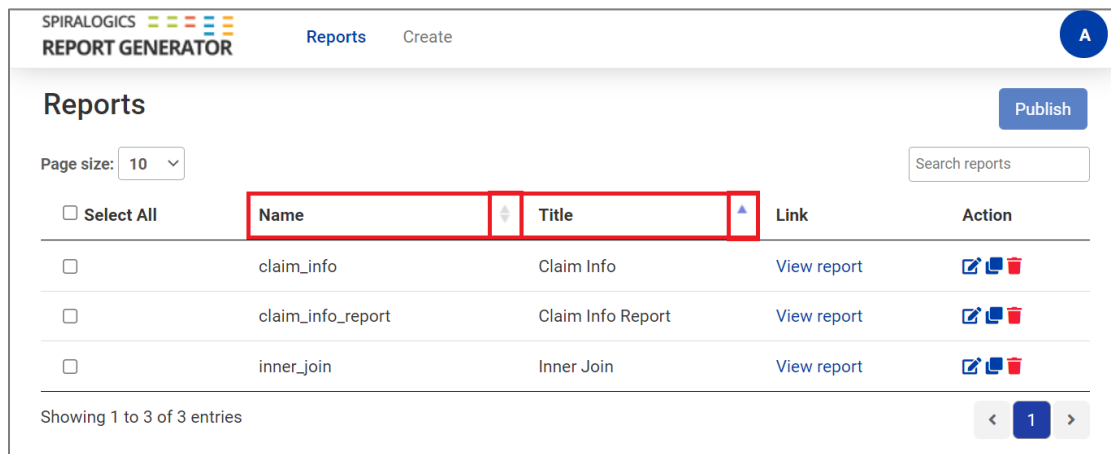 SPIRALOGICS
REPORT GENERATOR Reports Create A
Reports Publish
Page size: 10 Search reports
Select All Name Title Link Action
claim_info Claim Info View report
claim_info_report Claim Info Report View report
inner_join Inner Join View report
Showing 1 to 3 of 3 entries < 1 >